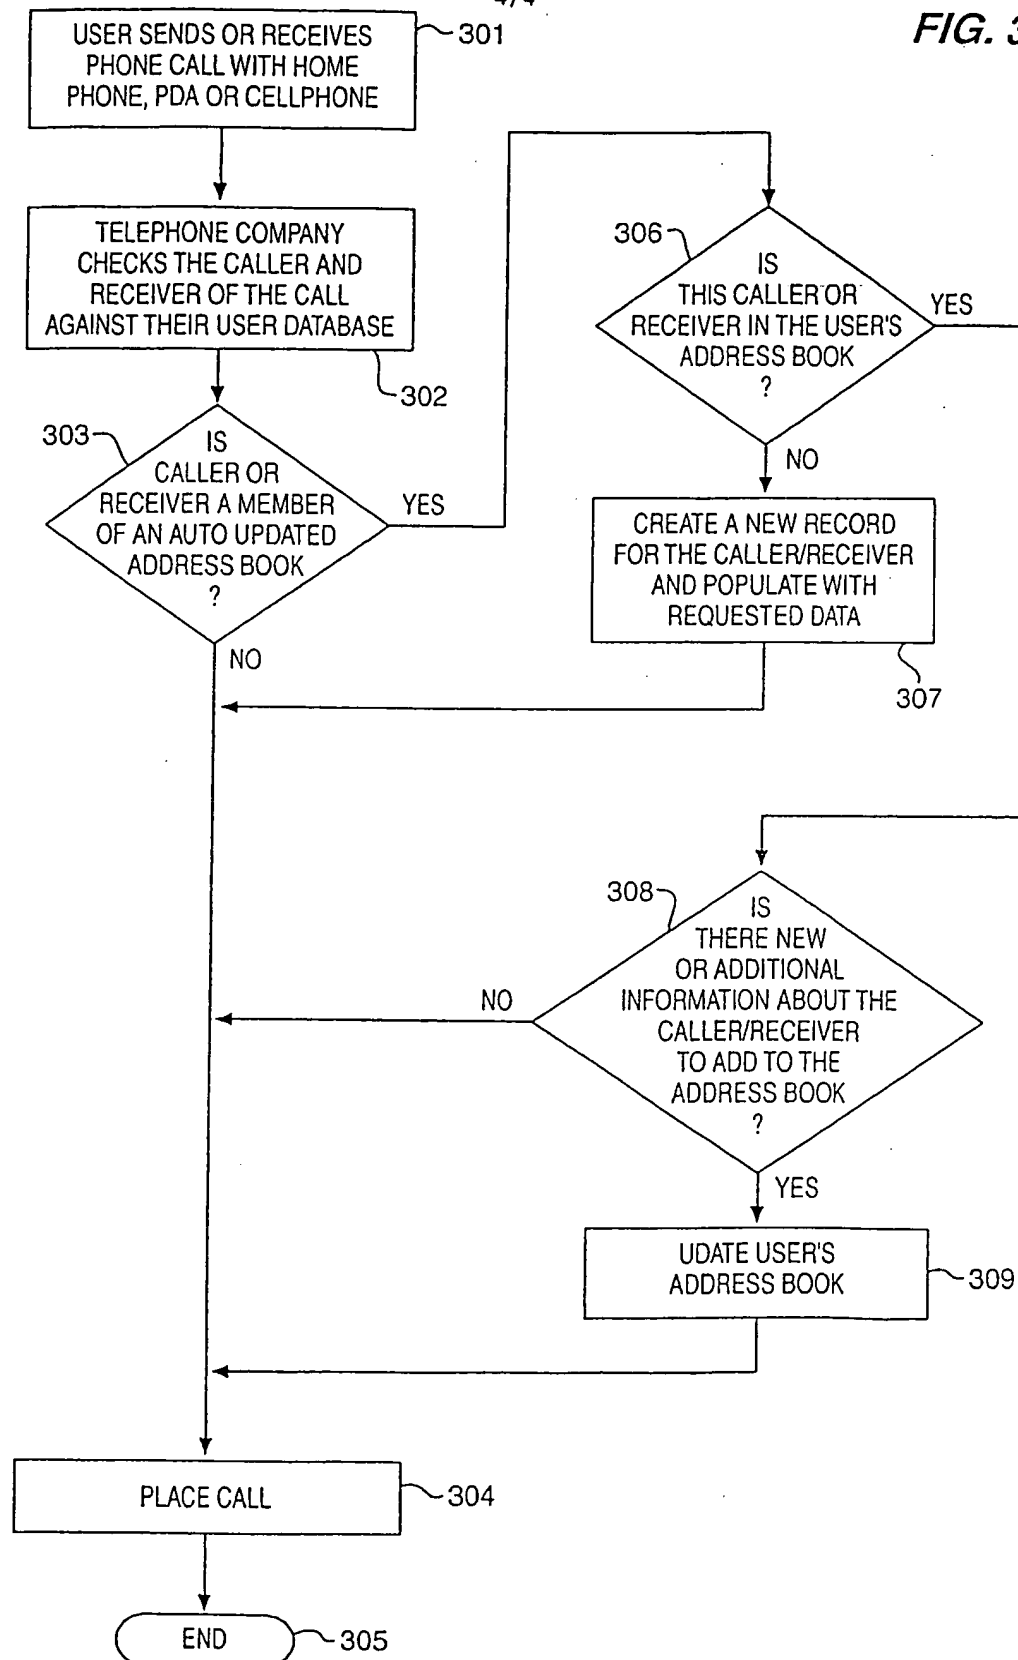 4/4
FIG. 3
USER SENDS OR RECEIVES
PHONE CALL WITH HOME
PHONE, PDA OR CELLPHONE
301
TELEPHONE COMPANY
CHECKS THE CALLER AND
RECEIVER OF THE CALL
AGAINST THEIR USER DATABASE
302
303
IS
CALLER OR
RECEIVER A MEMBER
OF AN AUTO UPDATED
ADDRESS BOOK
?
YES
NO
306
IS
THIS CALLER OR
RECEIVER IN THE USER'S
ADDRESS BOOK
?
YES
NO
CREATE A NEW RECORD
FOR THE CALLER/RECEIVER
AND POPULATE WITH
REQUESTED DATA
307
308
IS
THERE NEW
OR ADDITIONAL
INFORMATION ABOUT THE
CALLER/RECEIVER
TO ADD TO THE
ADDRESS BOOK
?
NO
YES
UDATE USER'S
ADDRESS BOOK
309
PLACE CALL
304
END
305